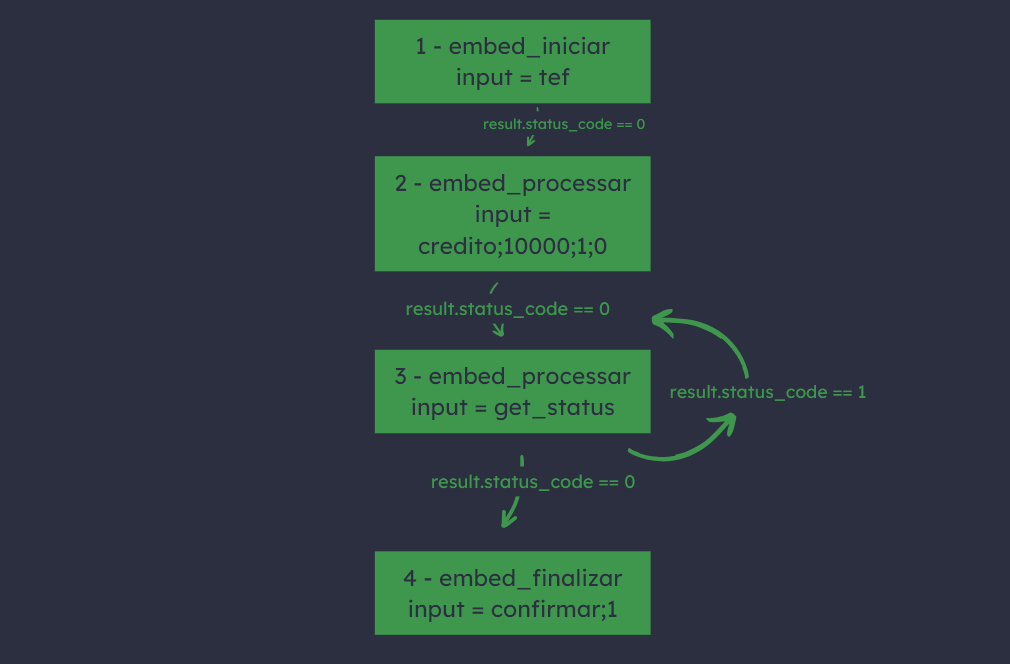 1 - embed_iniciar
input = tef
result.status_code == 0
2 - embed_processar
input =
credito;10000;1;0
result.status_code == 0
3 - embed_processar
input = get_status
result.status_code == 1
result.status_code == 0
4 - embed_finalizar
input = confirmar;1